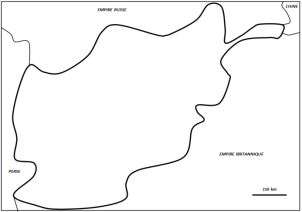 EMPIRE RUSSE
CHINE
EMPIRE BRITANNIQUE
PERSE
150 km